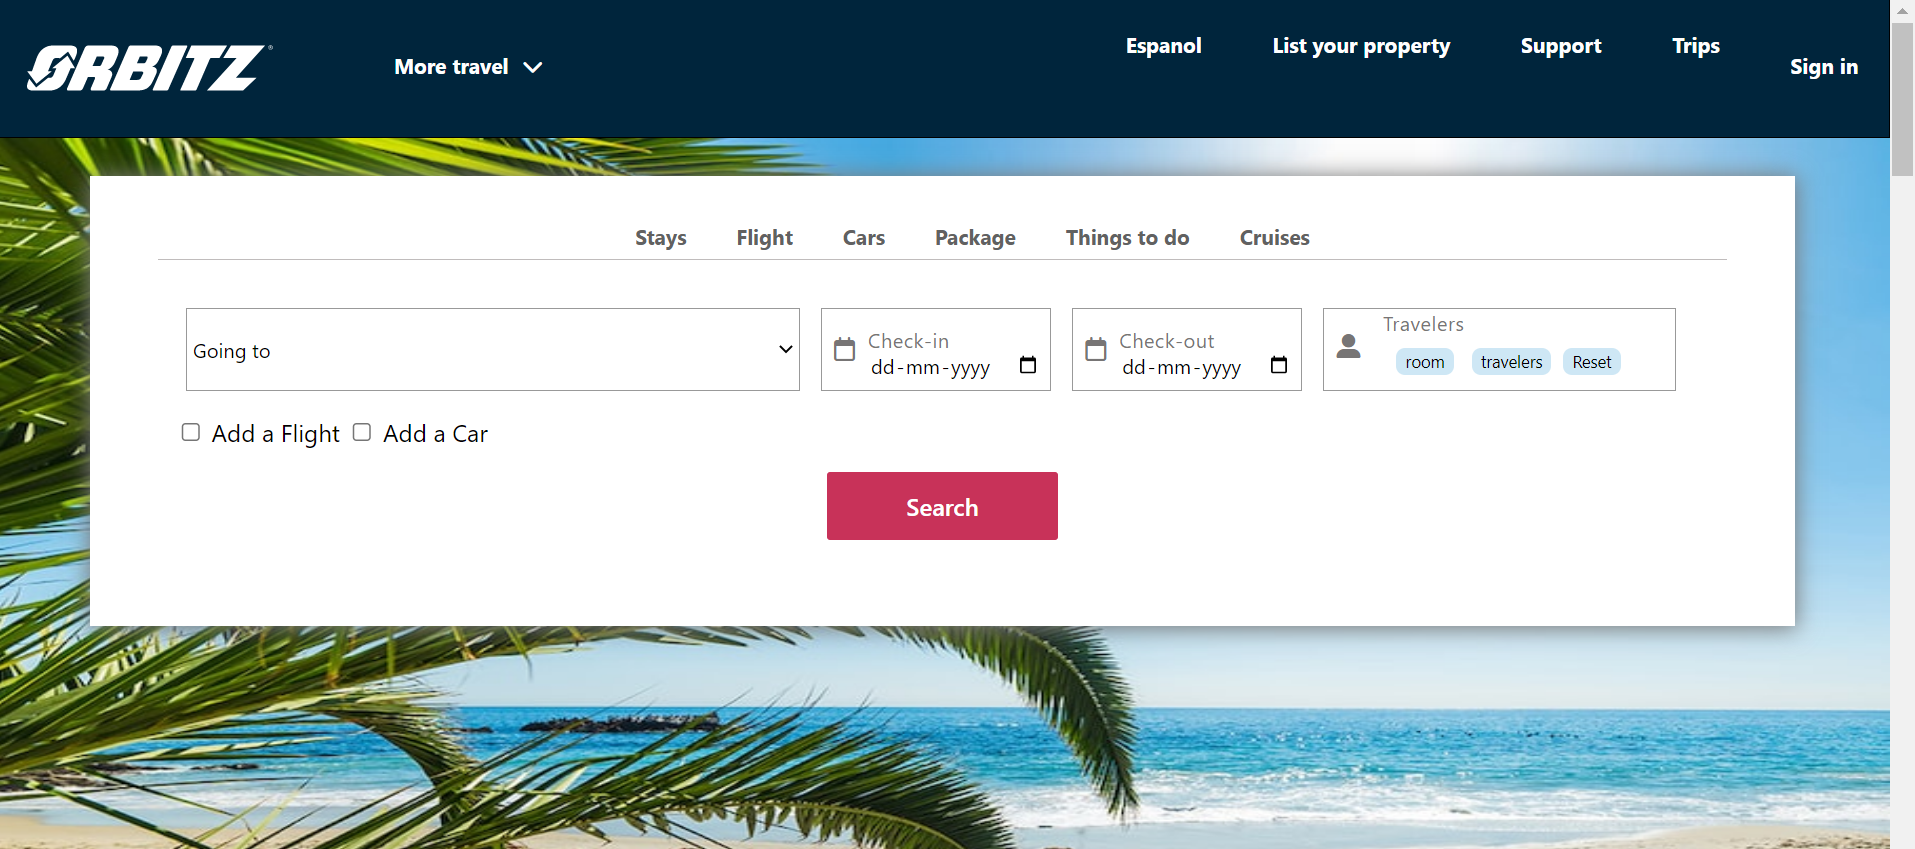 ORBITZ®
More travel
Espanol
List your property
Support
Trips
Sign in
Stays
Flight
Cars
Package
Things to do
Cruises
Going to
Check-in
dd-mm-yyyy
Check-out
dd-mm-yyyy
Travelers
room
travelers
Reset
Add a Flight
Add a Car
Search